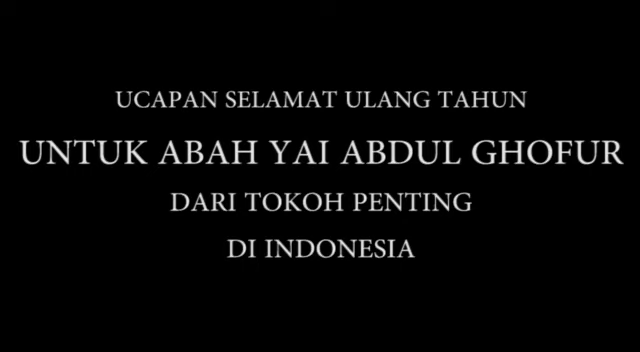 UCAPAN SELAMAT ULANG TAHUN
UNTUK ABAH YAI ABDUL GHOFUR
DARI TOKOH PENTING
DI INDONESIA